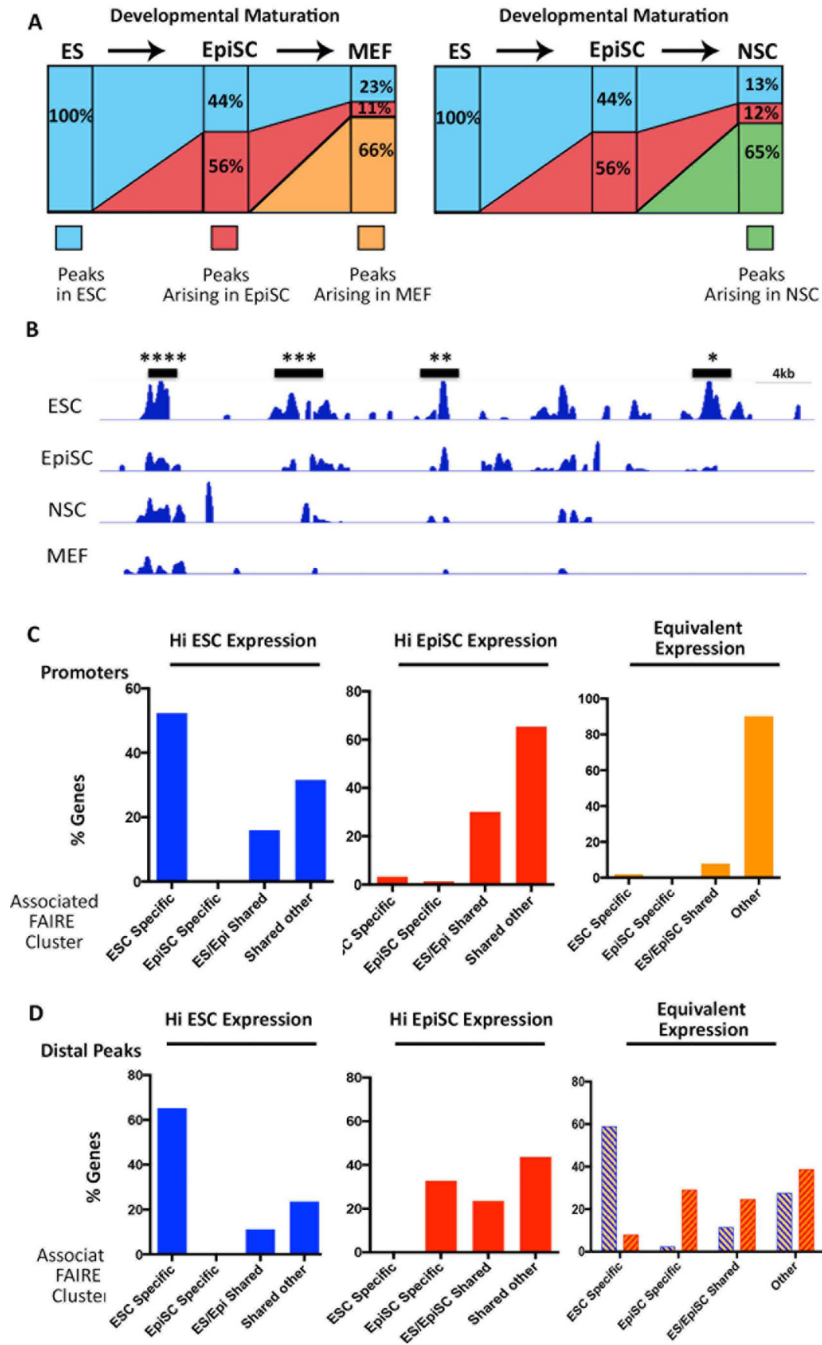 A
Developmental Maturation
ES EpiSC MEF
100%
44%
56%
23%
11%
66%
Peaks
in ESC
Peaks
Arising in EpiSC
Peaks
Arising in MEF
Developmental Maturation
ES EpiSC NSC
100%
44%
56%
13%
12%
65%
Peaks
Arising in NSC
B
**** *** ** *
4kb
ESC
EpiSC
NSC
MEF
C
Promoters
Hi ESC Expression
% Genes
60
40
20
0
Associated
FAIRE
Cluster
ESC Specific
EpiSC Specific
ES/Epi Shared
Shared other
Hi EpiSC Expression
80
60
40
20
0
SC Specific
EpiSC Specific
ES/Epi Shared
Shared other
Equivalent
Expression
100
80
60
40
20
0
ESC Specific
EpiSC Specific
ES/EpiSC Shared
Other
D
Distal Peaks
Hi ESC Expression
% Genes
80
60
40
20
0
Associat
FAIRE
Cluster
ESC Specific
EpiSC Specific
ES/Epi Shared
Shared other
Hi EpiSC Expression
80
60
40
20
0
ESC Specific
EpiSC Specific
ES/EpiSC Shared
Shared other
Equivalent
Expression
80
60
40
20
0
ESC Specific
EpiSC Specific
ES/EpiSC Shared
Other